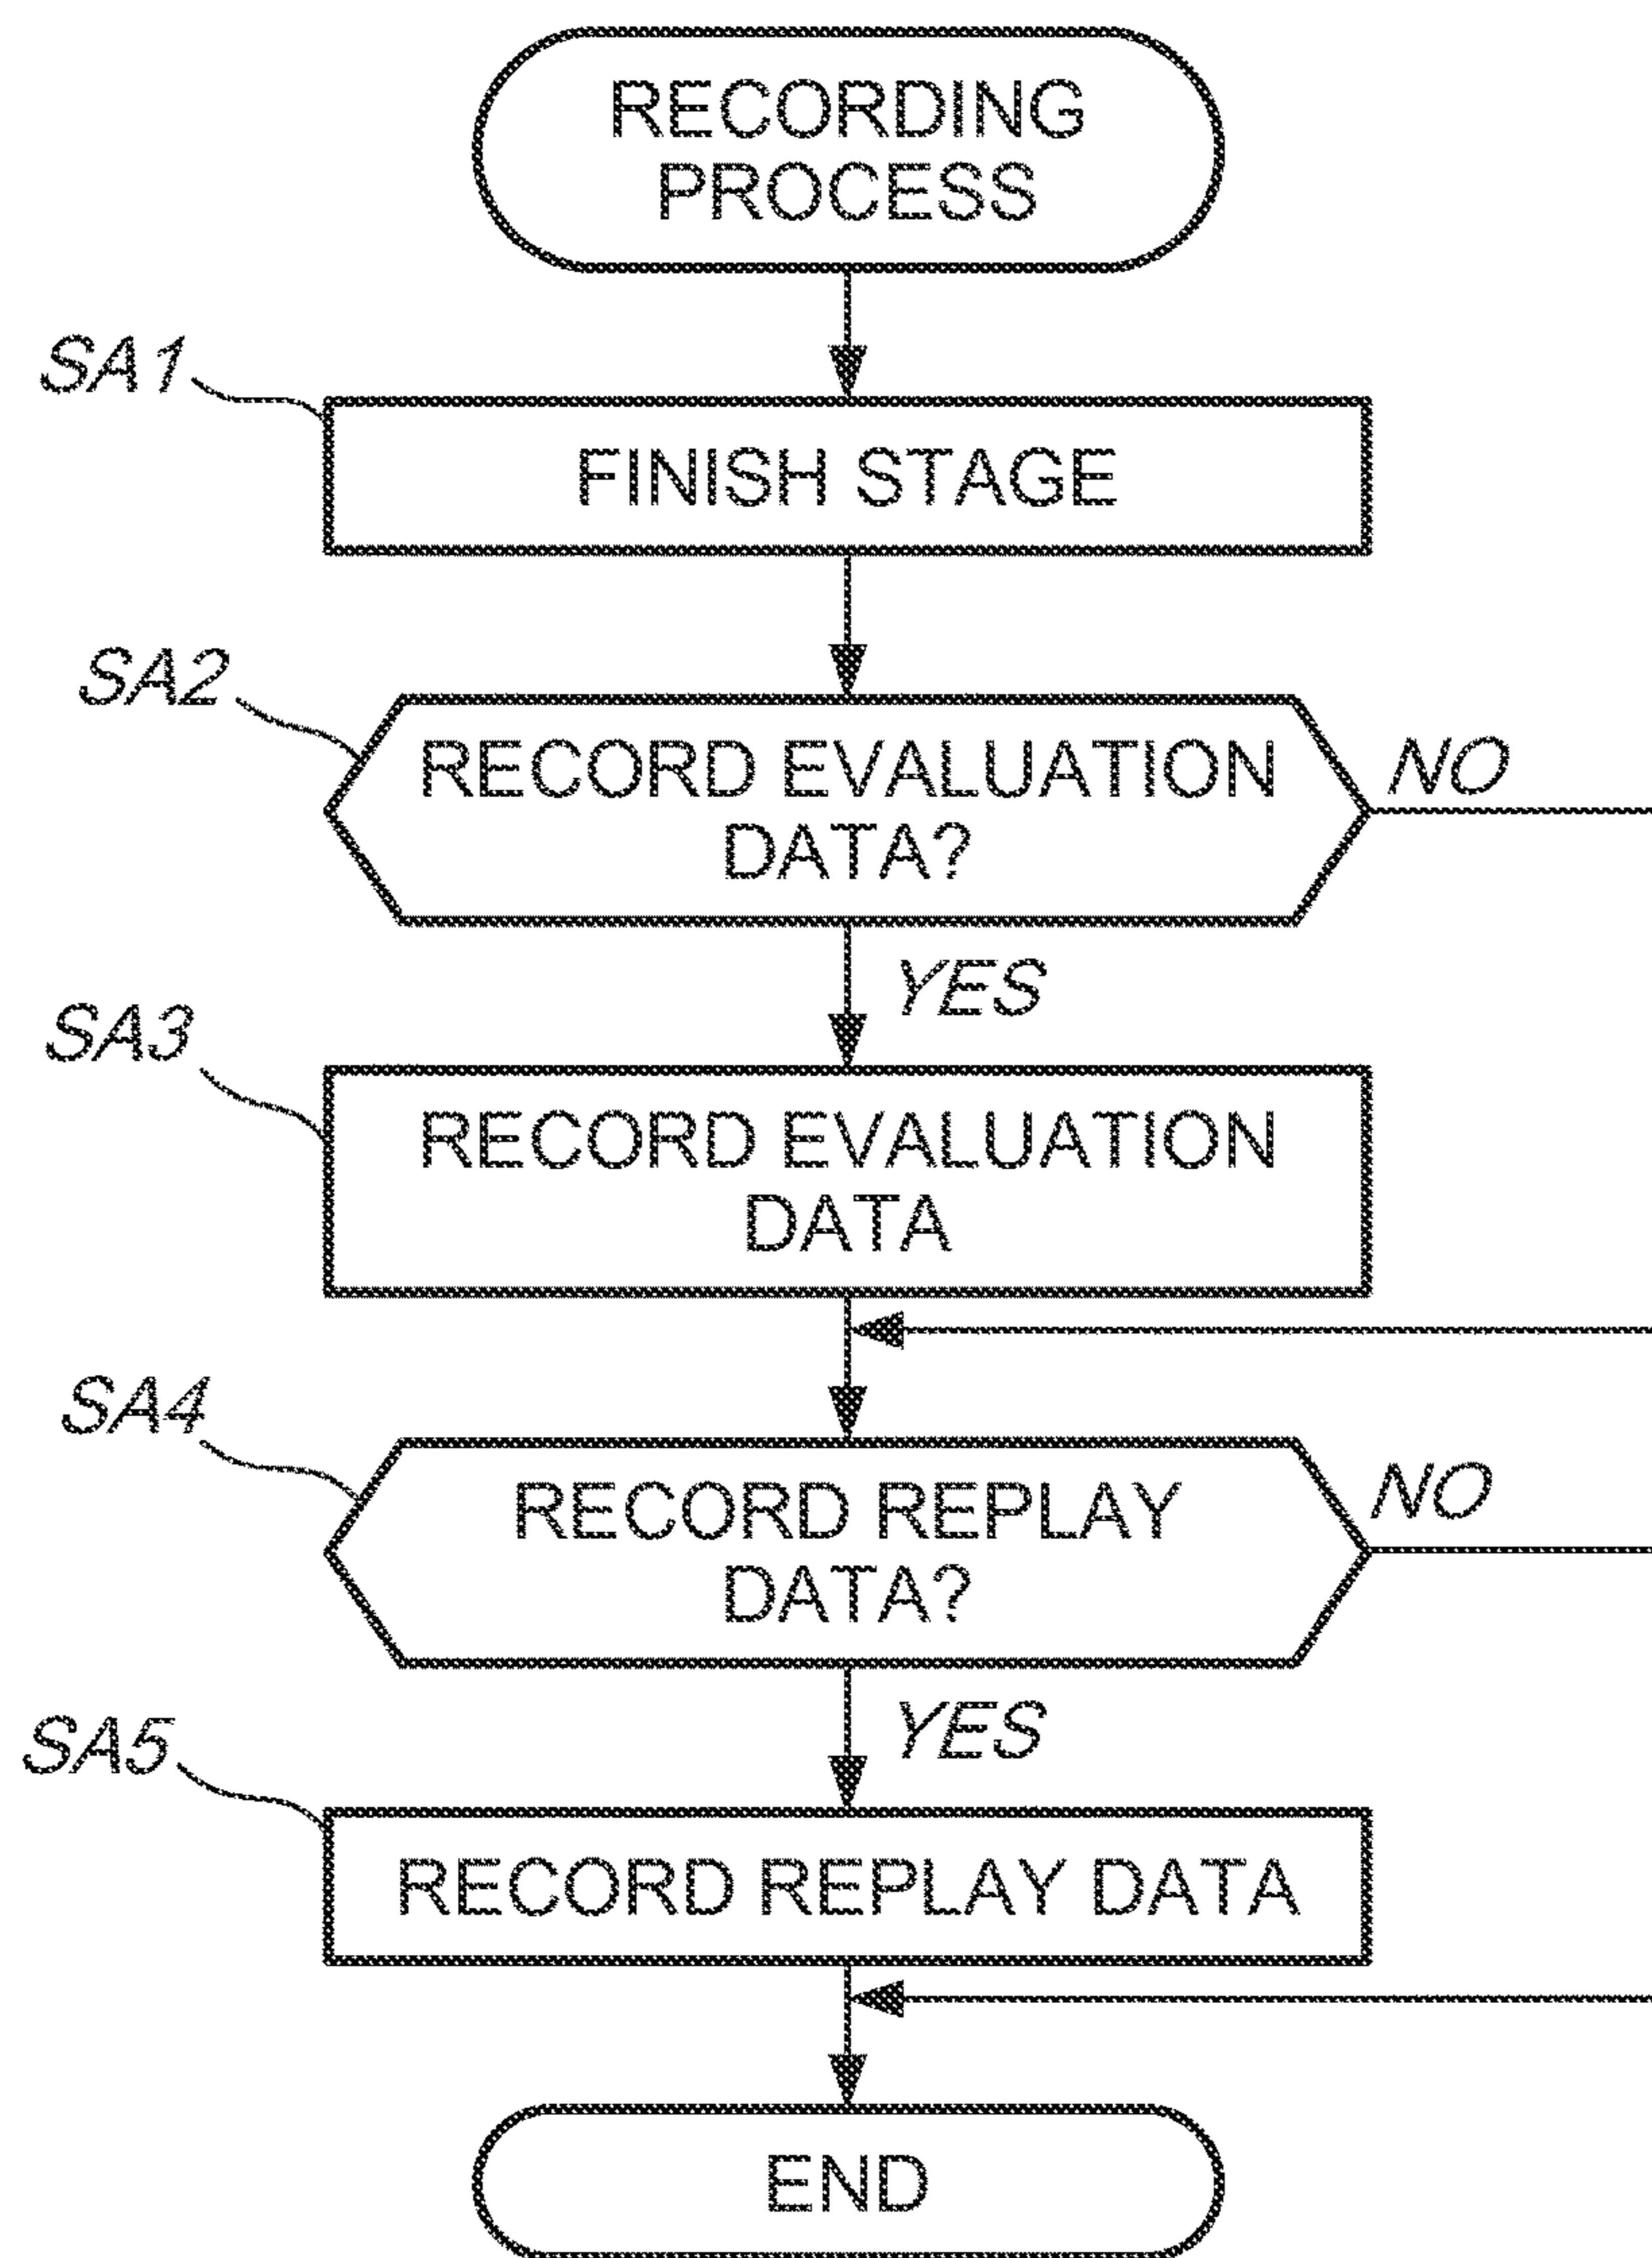 RECORDING
PROCESS
SA1
FINISH STAGE
SA2
RECORD EVALUATION
DATA?
NO
YES
SA3
RECORD EVALUATION
DATA
SA4
RECORD REPLAY
DATA?
NO
YES
SA5
RECORD REPLAY DATA
END